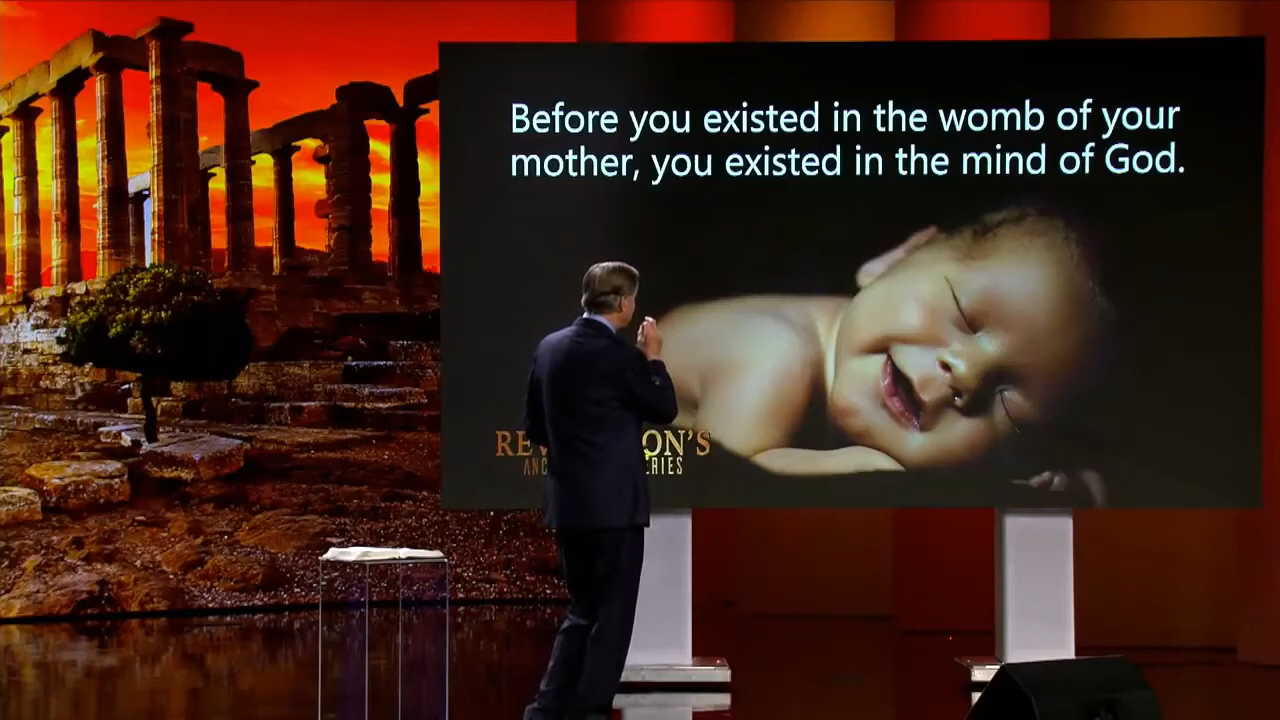 Before you existed in the womb of your
mother, you existed in the mind of God.